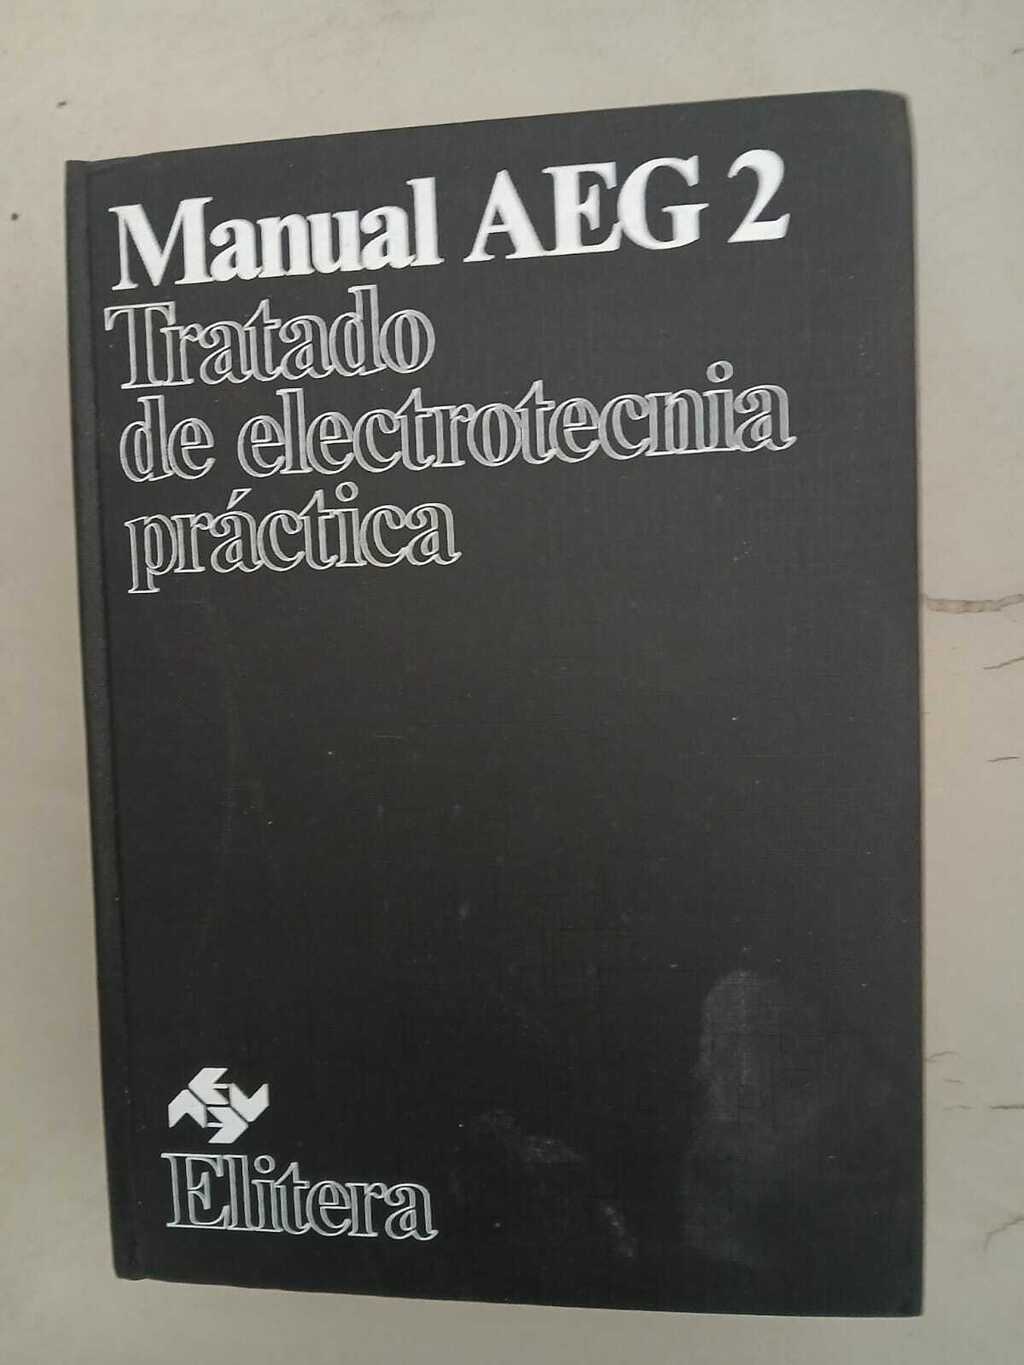 Manual AEG 2
Tratado
de electrotecnia
práctica
Elitera